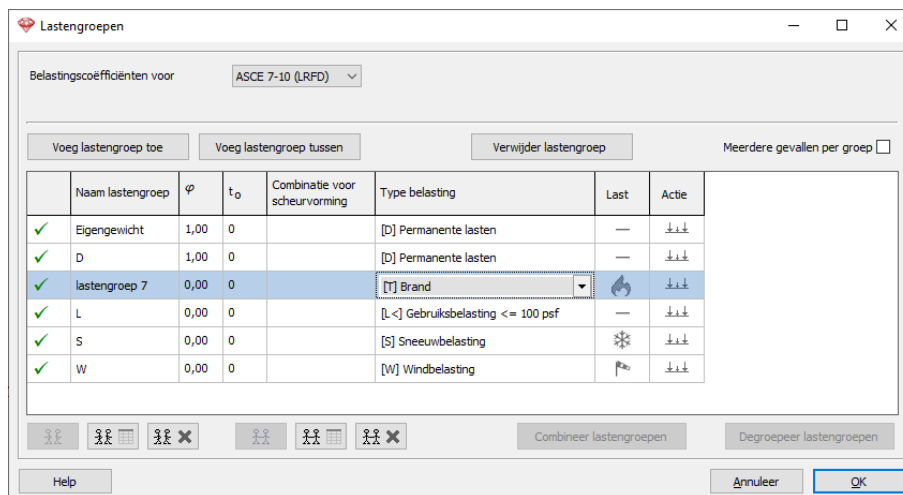 Lastengroepen
Belastingscoëfficiënten voor ASCE 7-10 (LRFD)
Voeg lastengroep toe Voeg lastengroep tussen Verwijder lastengroep Meerdere gevallen per groep
Naam lastengroep φ t₀ Combinatie voor scheurvorming Type belasting Last Actie
Eigengewicht 1,00 0 [D] Permanente lasten
D 1,00 0 [D] Permanente lasten
lastengroep 7 0,00 0 [T] Brand
L 0,00 0 [L<] Gebruiksbelasting <= 100 psf
S 0,00 0 [S] Sneeuwbelasting
W 0,00 0 [W] Windbelasting
Combineer lastengroepen Degroepeer lastengroepen
Help Annuleer OK